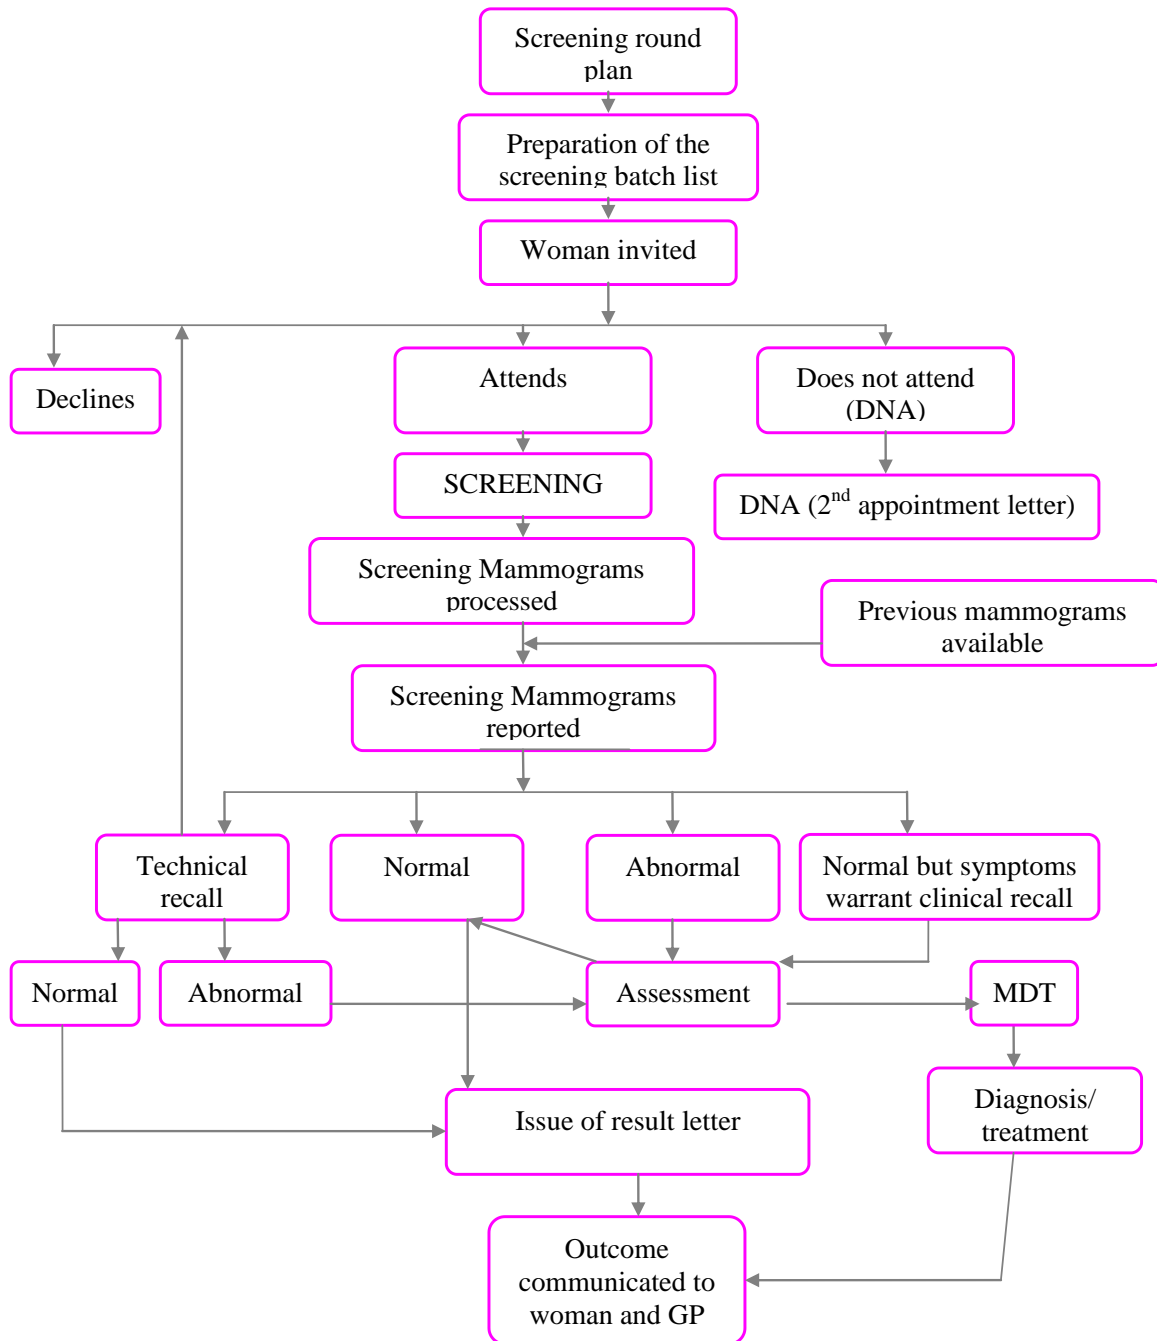 Screening round
plan
Preparation of the
screening batch list
Woman invited
Declines
Attends
Does not attend
(DNA)
SCREENING
DNA (2nd appointment letter)
Screening Mammograms
processed
Previous mammograms
available
Screening Mammograms
reported
Technical
recall
Normal
Abnormal
Normal but symptoms
warrant clinical recall
Normal
Abnormal
Assessment
MDT
Issue of result letter
Diagnosis/
treatment
Outcome
communicated to
woman and GP